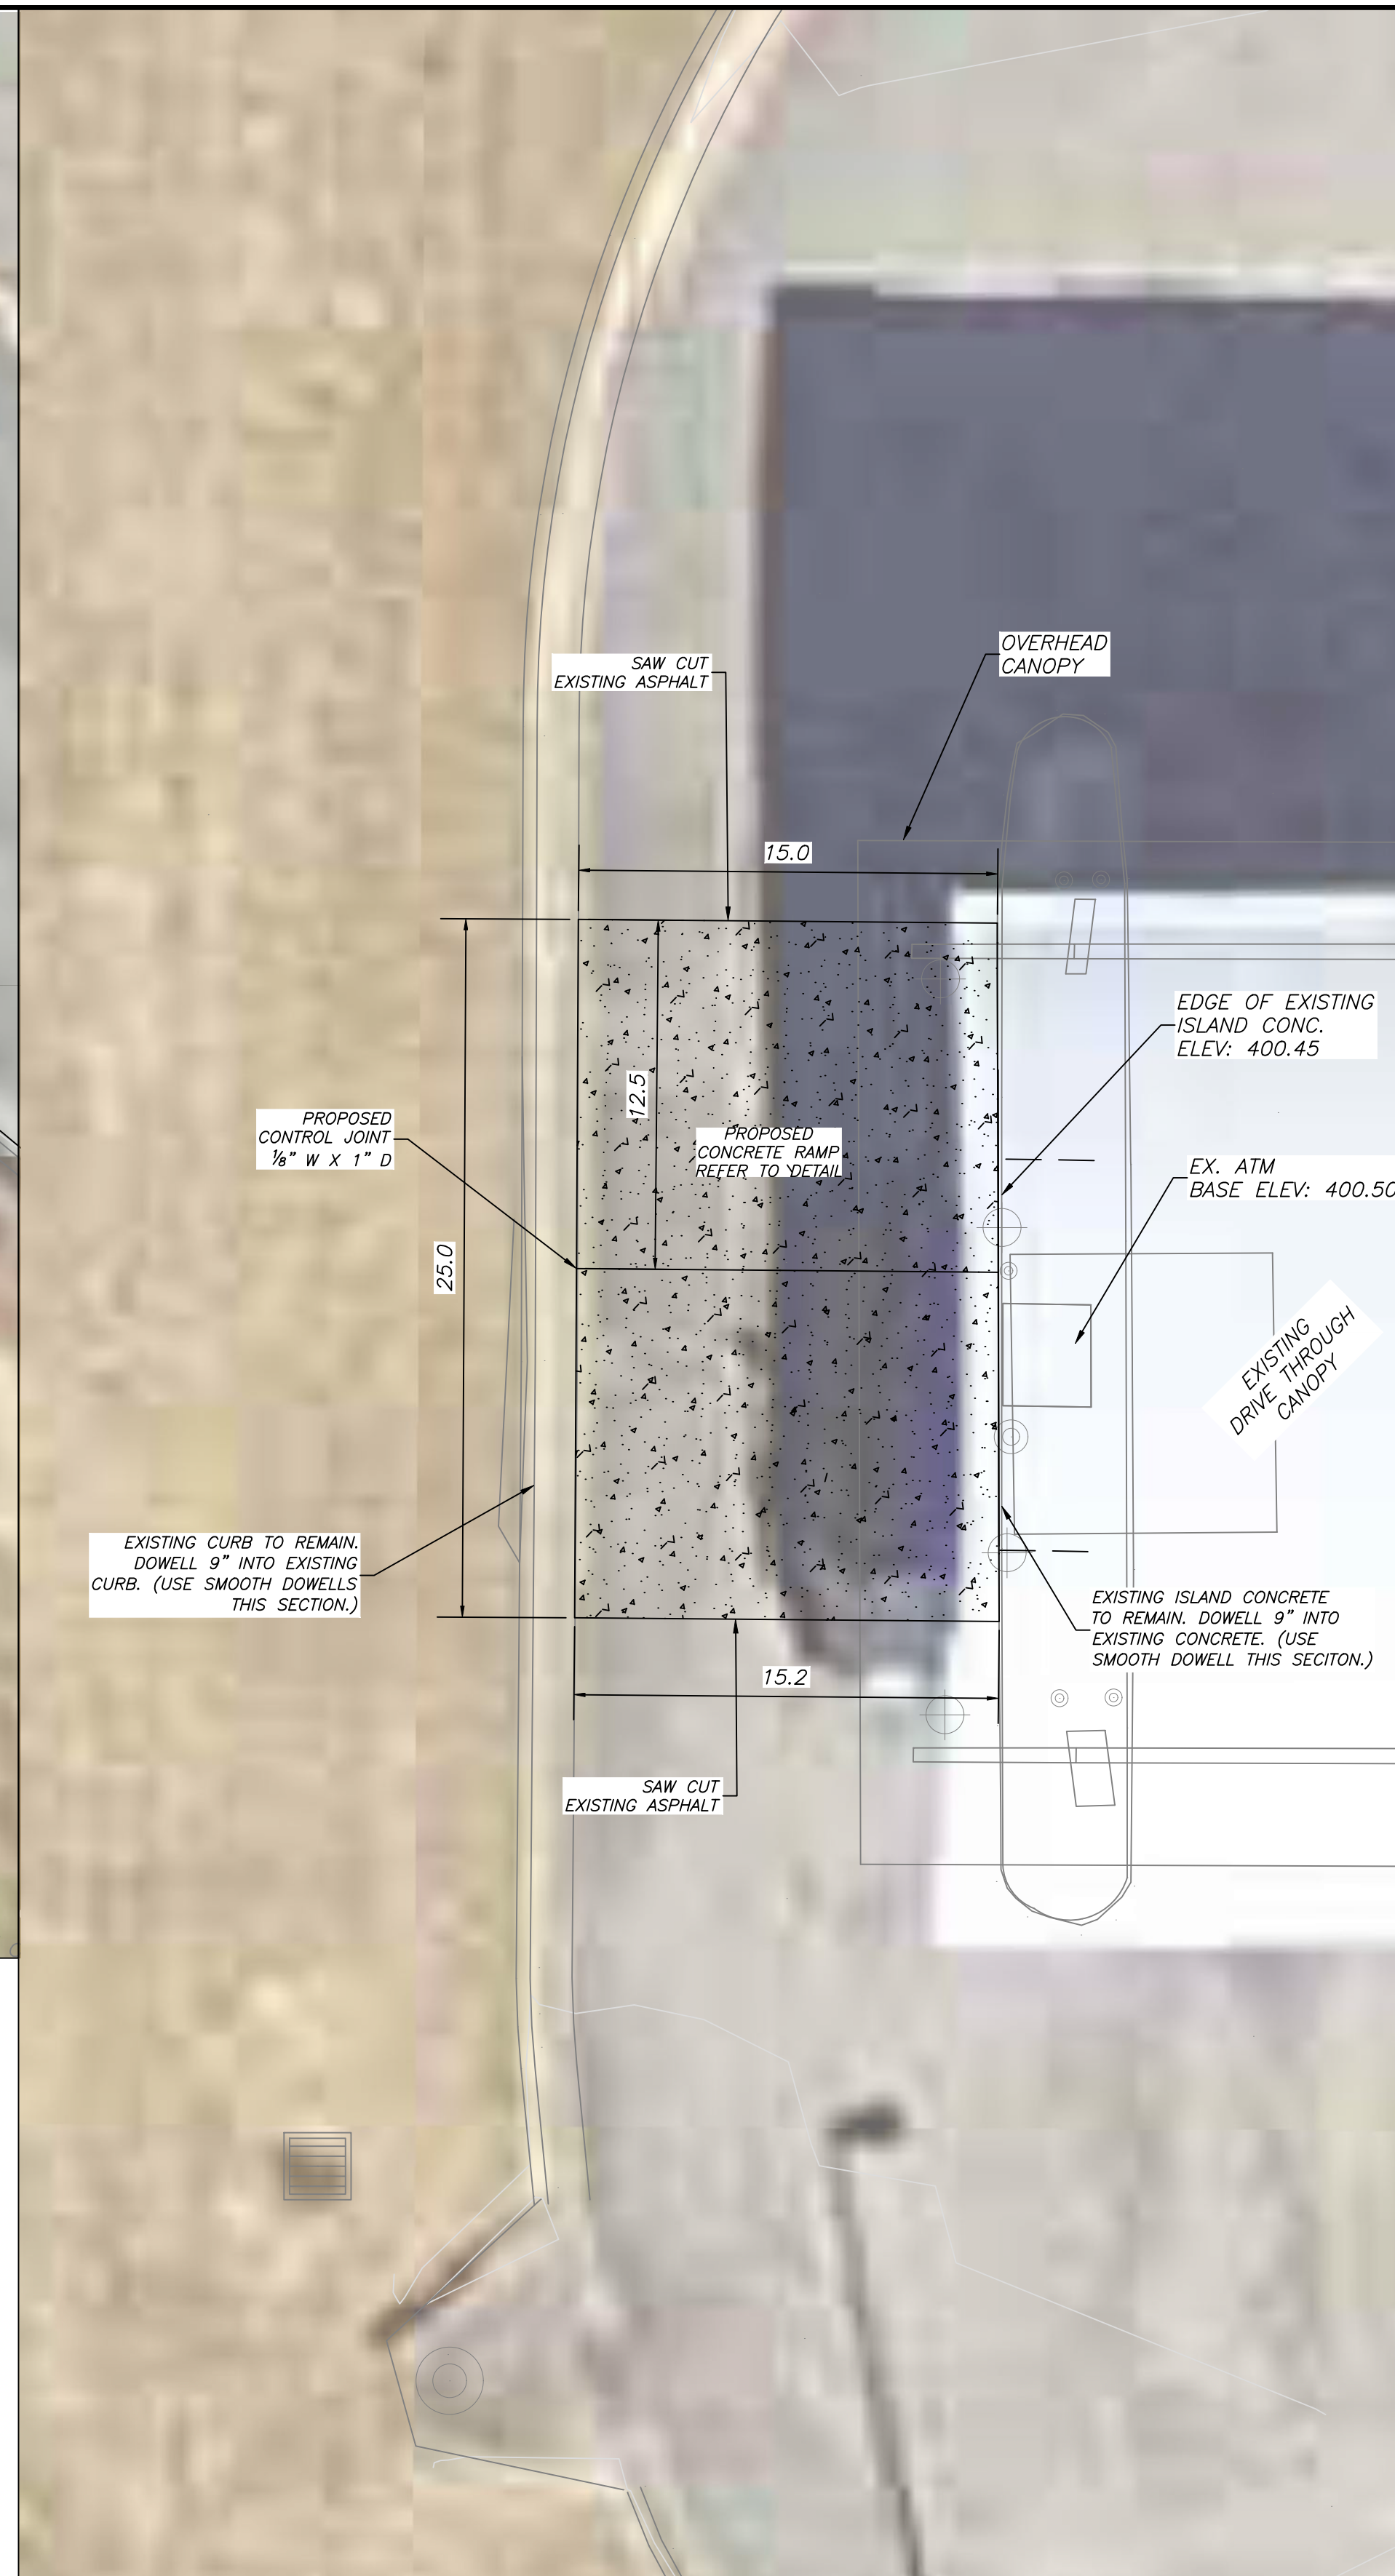 OVERHEAD
CANOPY
SAW CUT
EXISTING ASPHALT
15.0
EDGE OF EXISTING
ISLAND CONC.
ELEV: 400.45
12.5
PROPOSED
CONTROL JOINT
⅛" W X 1" D
PROPOSED
CONCRETE RAMP
REFER TO DETAIL
EX. ATM
BASE ELEV: 400.50
25.0
EXISTING
DRIVE THROUGH
CANOPY
EXISTING CURB TO REMAIN.
DOWELL 9" INTO EXISTING
CURB. (USE SMOOTH DOWELLS
THIS SECTION.)
EXISTING ISLAND CONCRETE
TO REMAIN. DOWELL 9" INTO
EXISTING CONCRETE. (USE
SMOOTH DOWELL THIS SECITON.)
15.2
SAW CUT
EXISTING ASPHALT